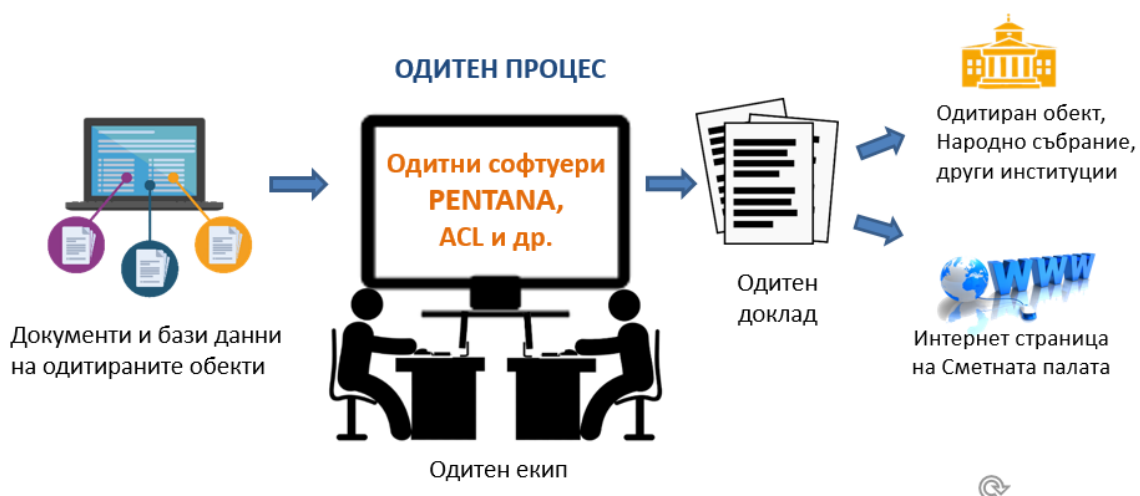 ОДИТЕН ПРОЦЕС
Документи и бази данни
на одитираните обекти
Одитни софтуери
PENTANA,
ACL и др.
Одитен екип
Одитен
доклад
Одитиран обект,
Народно събрание,
други институции
WWW
Интернет страница
на Сметната палата